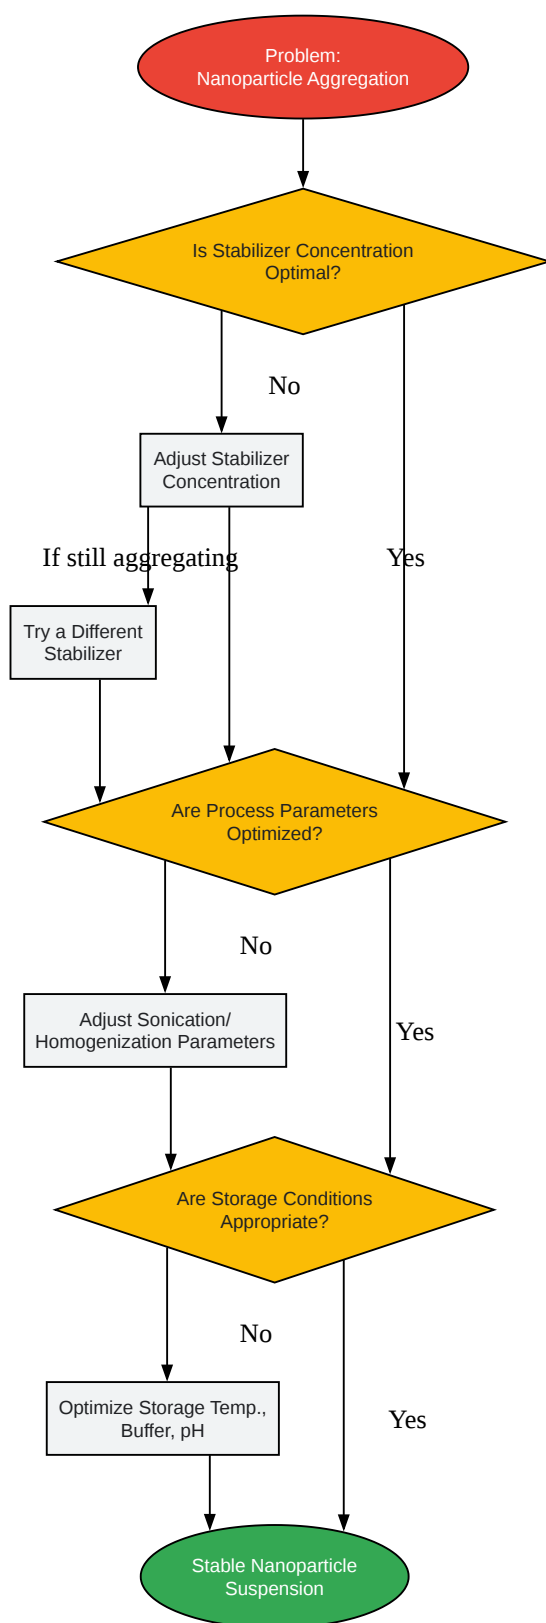 Problem:
Nanoparticle Aggregation
Is Stabilizer Concentration
Optimal?
No
Adjust Stabilizer
Concentration
If still aggregating
Yes
Try a Different
Stabilizer
Are Process Parameters
Optimized?
No
Adjust Sonication/
Homogenization Parameters
Yes
Are Storage Conditions
Appropriate?
No
Optimize Storage Temp.,
Buffer, pH
Yes
Stable Nanoparticle
Suspension